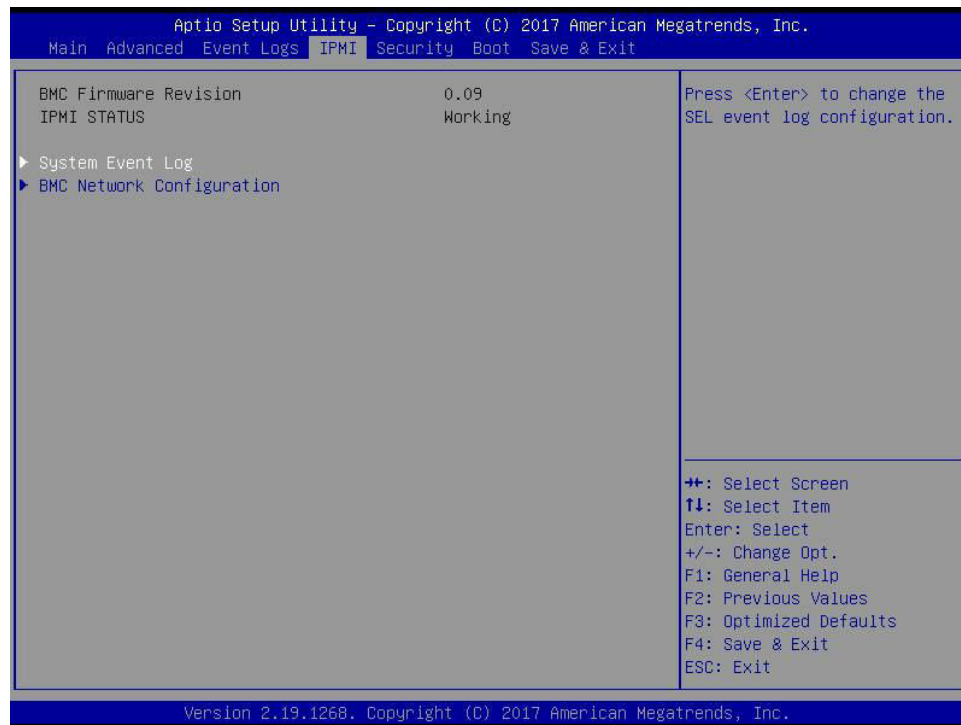 Aptio Setup Utility – Copyright (C) 2017 American Megatrends, Inc.
Main Advanced Event Logs IPMI Security Boot Save & Exit
BMC Firmware Revision 0.09
IPMI STATUS Working
System Event Log
BMC Network Configuration
Press <Enter> to change the
SEL event log configuration.
→←: Select Screen
↑↓: Select Item
Enter: Select
+/-: Change Opt.
F1: General Help
F2: Previous Values
F3: Optimized Defaults
F4: Save & Exit
ESC: Exit
Version 2.19.1268. Copyright (C) 2017 American Megatrends, Inc.